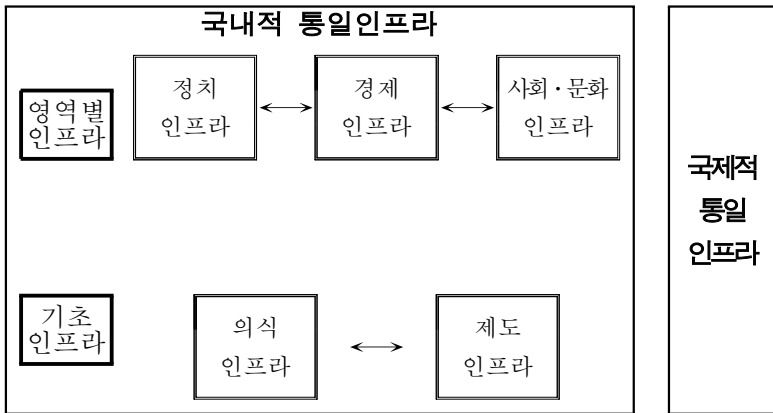 국내적 통일인프라
영역별
인프라
정치
인프라
경제
인프라
사회·문화
인프라
기초
인프라
의식
인프라
제도
인프라
국제적
통일
인프라